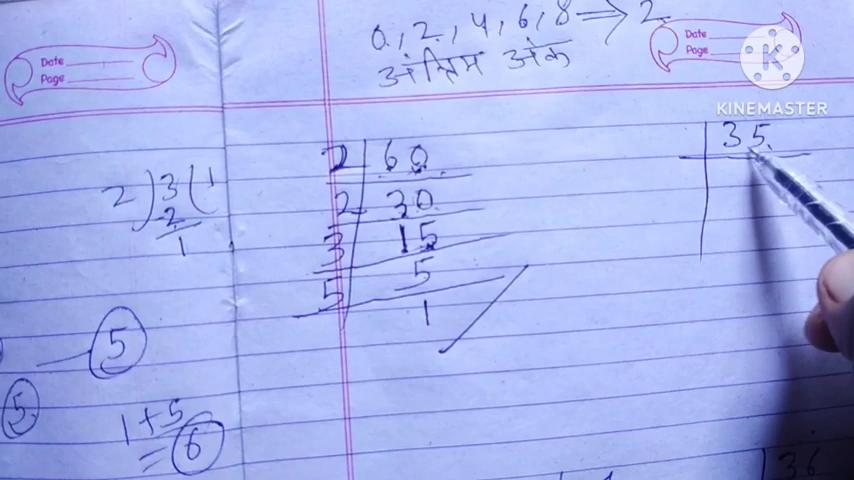 0, 2, 4, 6, 8 ⇒ 2
अंतिम अंक
Date
Page
Date
Page
KINEMASTER
2 ) 3 ( 1
2
1
2 | 60
2 | 30
3 | 15
5 | 5
1
35
5
5
1+5
= 6
36